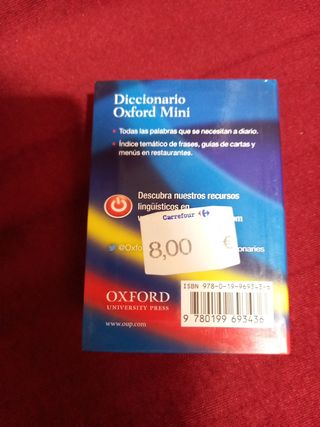 Diccionario
Oxford Mini
Todas las palabras que se necesitan a diario.
Índice temático de frases, guías de cartas y
menús en restaurantes.
Descubra nuestros recursos
lingüísticos en
Carrefour
8,00 €
OXFORD
UNIVERSITY PRESS
www.oup.com
ISBN 978-0-19-969343-6
9 780199 693436